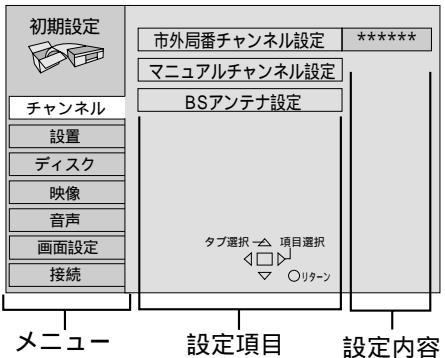 初期設定
市外局番チャンネル設定 ******
マニュアルチャンネル設定
BSアンテナ設定
チャンネル
設置
ディスク
映像
音声
画面設定
接続
タブ選択 項目選択
リターン
メニュー 設定項目 設定内容